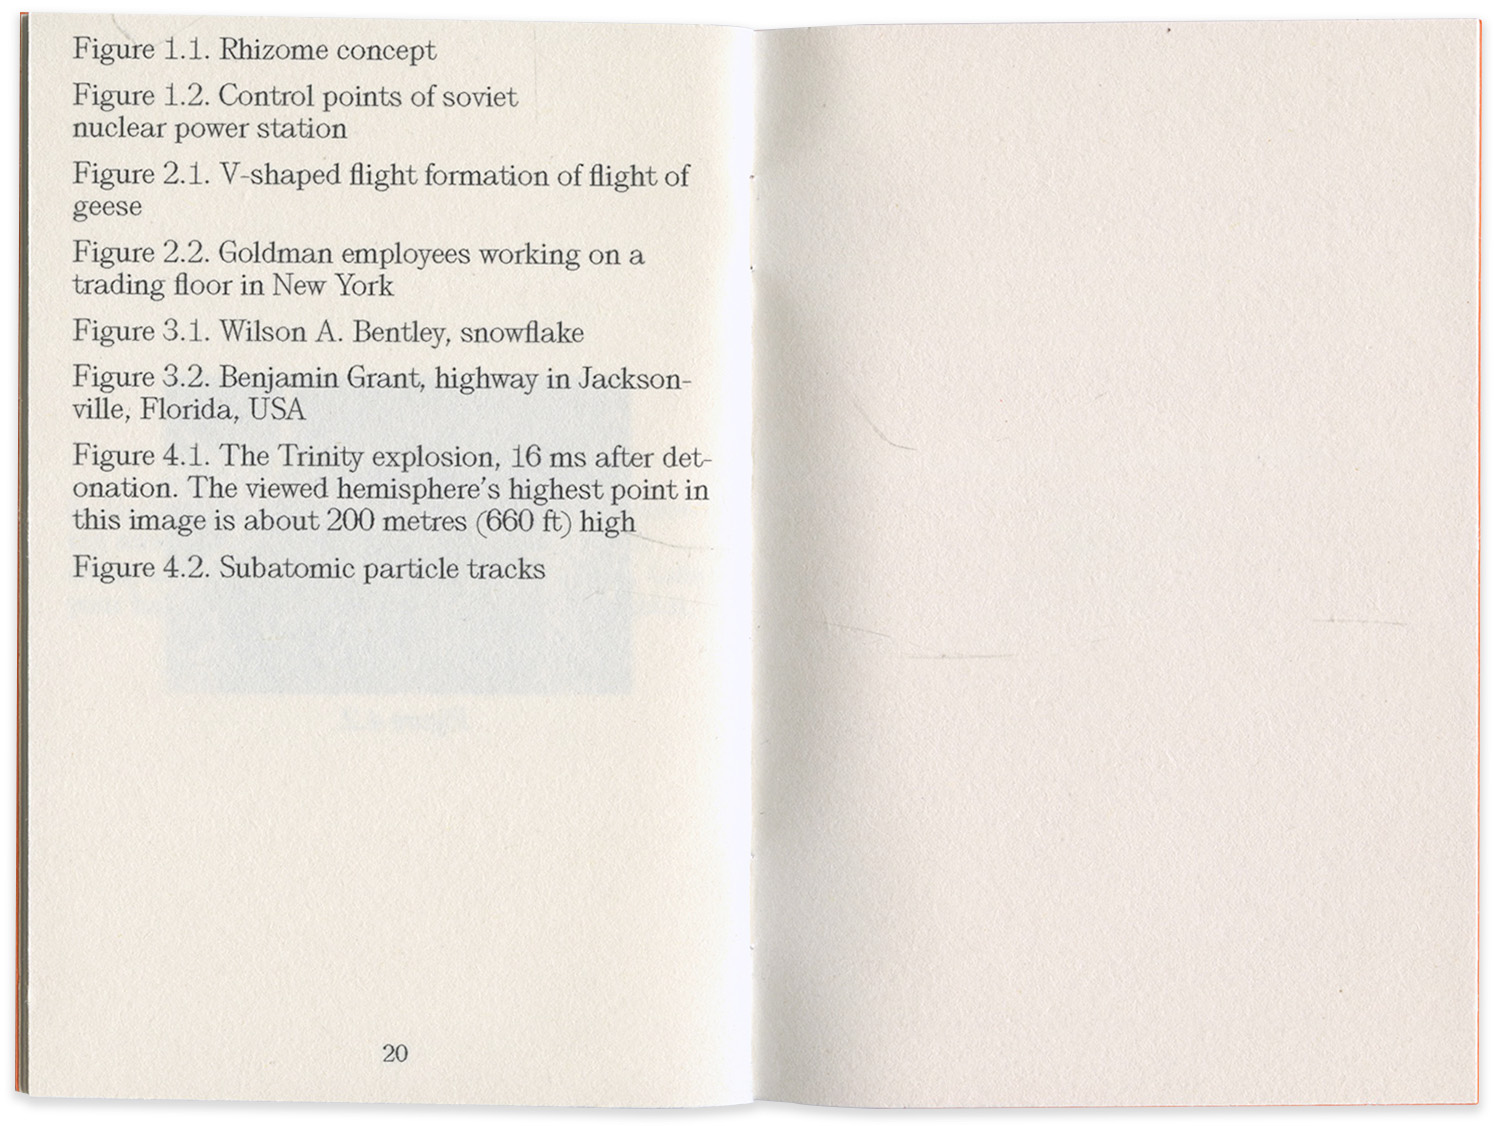 Figure 1.1. Rhizome concept
Figure 1.2. Control points of soviet
nuclear power station
Figure 2.1. V-shaped flight formation of flight of
geese
Figure 2.2. Goldman employees working on a
trading floor in New York
Figure 3.1. Wilson A. Bentley, snowflake
Figure 3.2. Benjamin Grant, highway in Jackson-
ville, Florida, USA
Figure 4.1. The Trinity explosion, 16 ms after det-
onation. The viewed hemisphere's highest point in
this image is about 200 metres (660 ft) high
Figure 4.2. Subatomic particle tracks
20